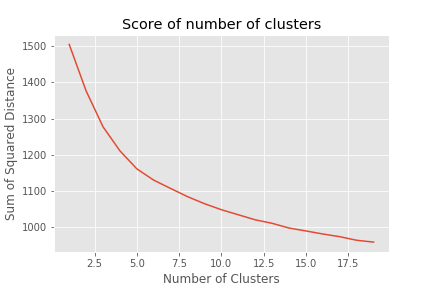 Score of number of clusters
Sum of Squared Distance
1500
1400
1300
1200
1100
1000
2.5 5.0 7.5 10.0 12.5 15.0 17.5
Number of Clusters